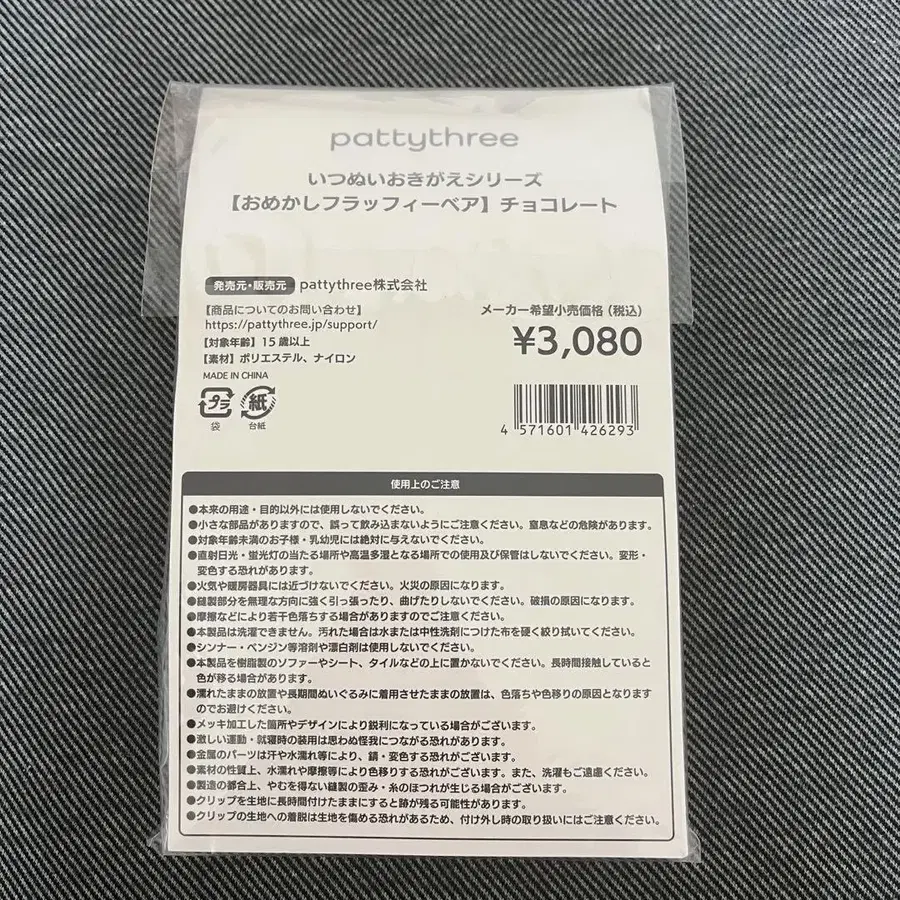 pattythree
いつぬいおきがえシリーズ
【おめかしフラッフィーベア】チョコレート
発売元・販売元 pattythree株式会社
【商品についてのお問い合わせ】
https://pattythree.jp/support/
【対象年齢】15歳以上
【素材】ポリエステル、ナイロン
MADE IN CHINA
メーカー希望小売価格(税込)
¥3,080
プラ 紙
袋 台紙
4 571601 426293
使用上のご注意
●本来の用途・目的以外には使用しないでください。
●小さな部品がありますので、誤って飲み込まないようにご注意ください。窒息などの危険があります。
●対象年齢未満のお子様・乳幼児には絶対に与えないでください。
●直射日光・蛍光灯の当たる場所や高温多湿となる場所での使用及び保管はしないでください。変形・
変色する恐れがあります。
●火気や暖房器具には近づけないでください。火災の原因になります。
●縫製部分を無理な方向に強く引っ張ったり、曲げたりしないでください。破損の原因になります。
●摩擦などにより若干色落ちする場合がありますのでご注意ください。
●本製品は洗濯できません。汚れた場合は水または中性洗剤につけた布を硬く絞り拭いてください。
●シンナー・ベンジン等溶剤や漂白剤は使用しないでください。
●本製品を樹脂製のソファーやシート、タイルなどの上に置かないでください。長時間接触していると
色が移る場合があります。
●濡れたままの放置や長期間ぬいぐるみに着用させたままの放置は、色落ちや色移りの原因となります
のでお避けください。
●メッキ加工した箇所やデザインにより鋭利になっている場合がございます。
●激しい運動・就寝時の装用は思わぬ怪我につながる恐れがあります。
●金属のパーツは汗や水濡れ等により、錆・変色する恐れがございます。
●素材の性質上、水濡れや摩擦等により色移りする恐れがございます。また、洗濯もご遠慮ください。
●製造の都合上、やむを得ない縫製の歪み・糸のほつれが生じる場合がございます。
●クリップを生地に長時間付けたままにすると跡が残る可能性があります。
●クリップの生地への着脱は生地を傷める恐れがあるため、付け外し時の取り扱いにはご注意ください。